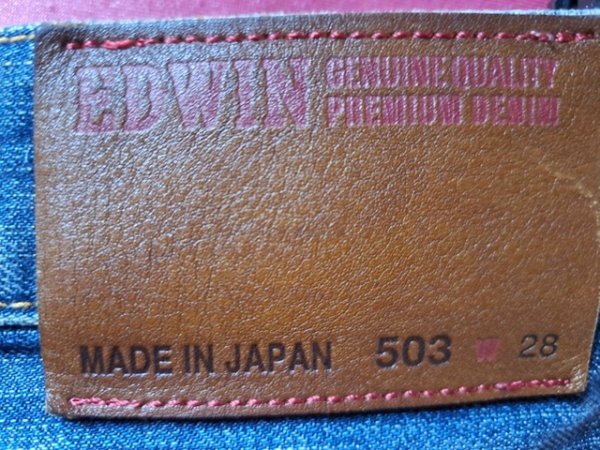 EDWIN GENUINE QUALITY
PREMIUM DENIM
MADE IN JAPAN 503 W 28